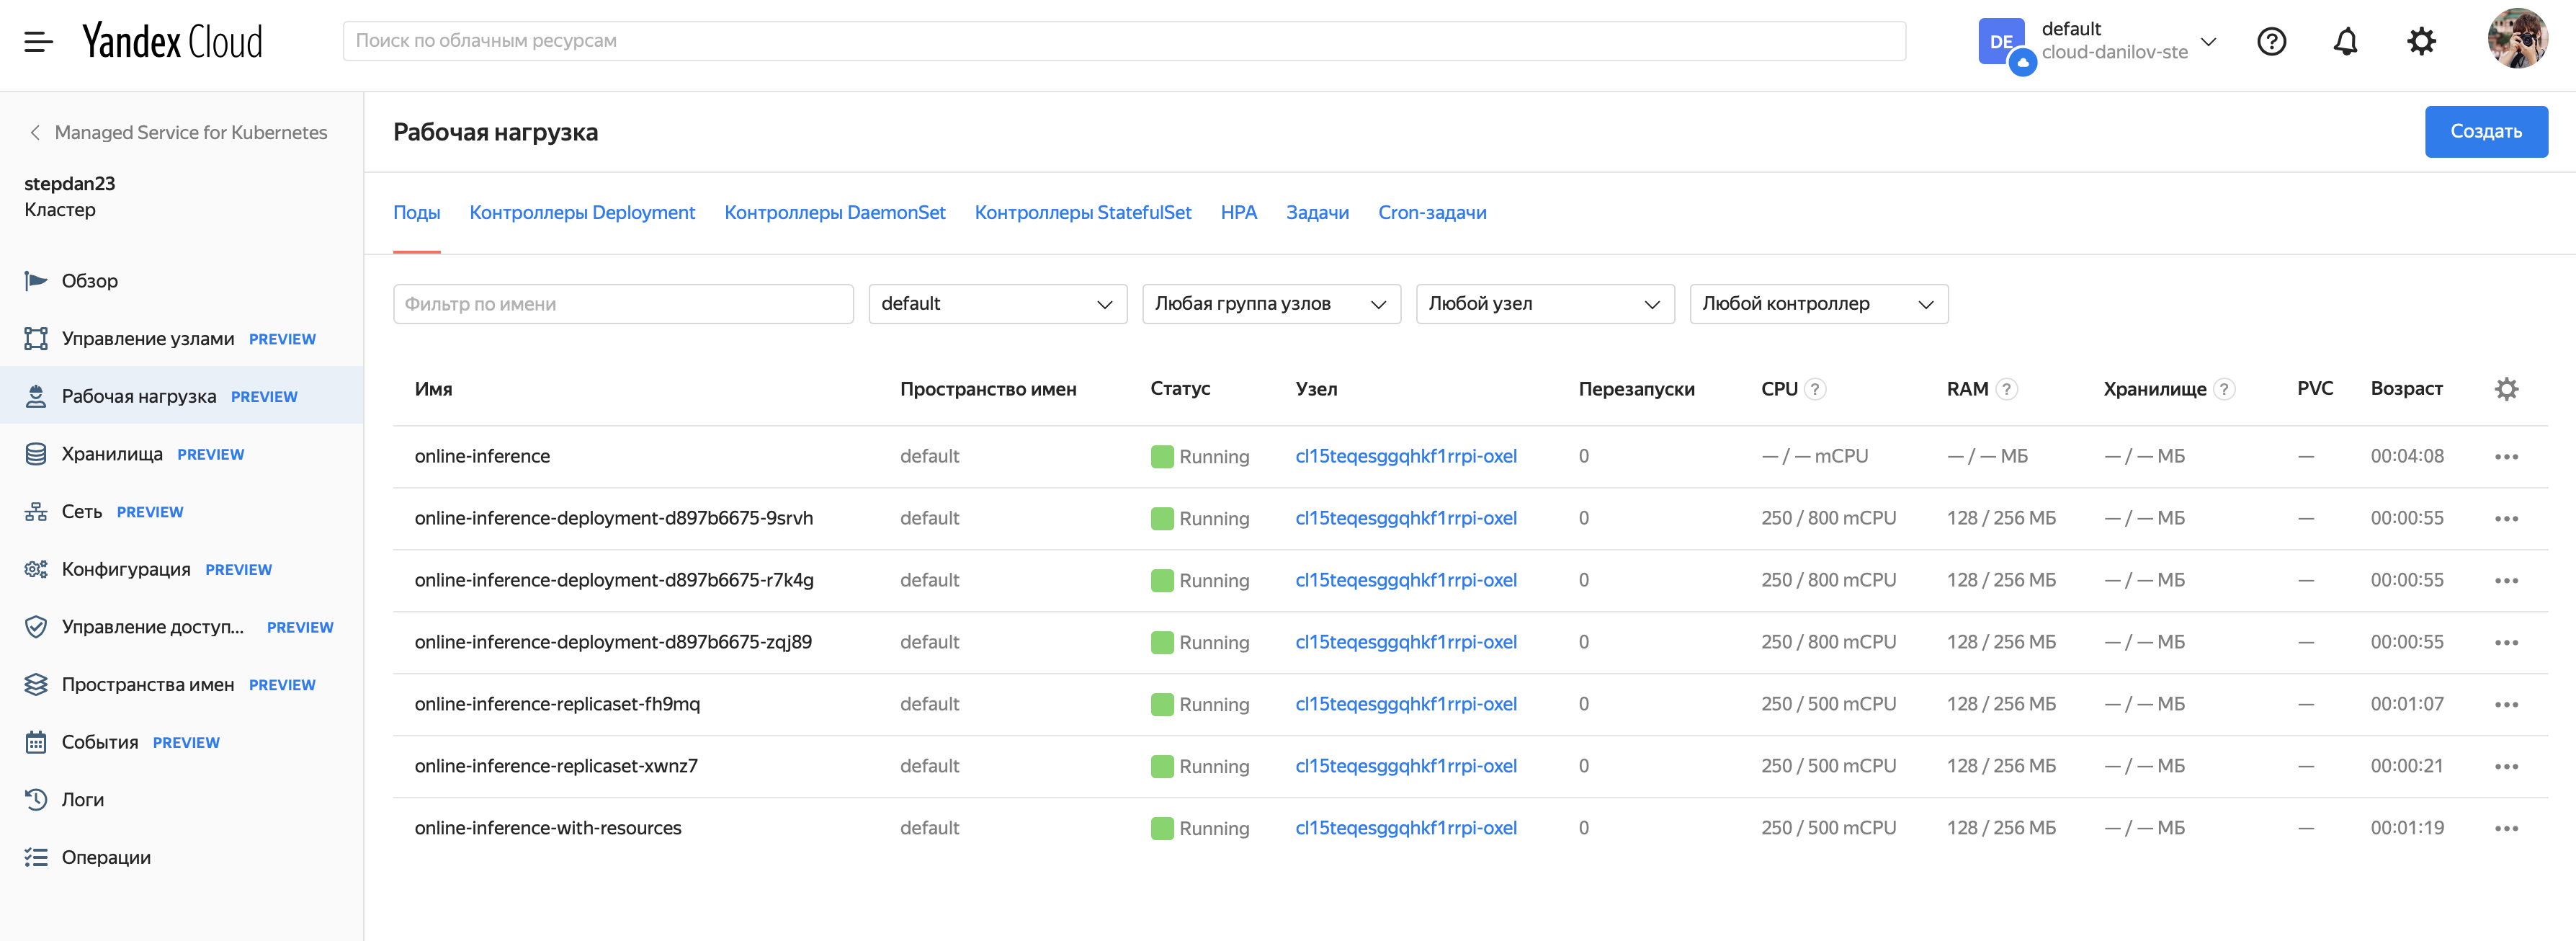 Yandex Cloud
Поиск по облачным ресурсам
DE
default
cloud-danilov-ste
Managed Service for Kubernetes
stepdan23
Кластер
Обзор
Управление узлами PREVIEW
Рабочая нагрузка PREVIEW
Хранилища PREVIEW
Сеть PREVIEW
Конфигурация PREVIEW
Управление доступ... PREVIEW
Пространства имен PREVIEW
События PREVIEW
Логи
Операции
Рабочая нагрузка
Создать
Поды Контроллеры Deployment Контроллеры DaemonSet Контроллеры StatefulSet HPA Задачи Cron-задачи
Фильтр по имени default Любая группа узлов Любой узел Любой контроллер
Имя Пространство имен Статус Узел Перезапуски CPU ? RAM ? Хранилище ? PVC Возраст
online-inference default Running cl15teqesggqhkf1rrpi-oxel 0 — / — mCPU — / — МБ — / — МБ — 00:04:08
online-inference-deployment-d897b6675-9srvh default Running cl15teqesggqhkf1rrpi-oxel 0 250 / 800 mCPU 128 / 256 МБ — / — МБ — 00:00:55
online-inference-deployment-d897b6675-r7k4g default Running cl15teqesggqhkf1rrpi-oxel 0 250 / 800 mCPU 128 / 256 МБ — / — МБ — 00:00:55
online-inference-deployment-d897b6675-zqj89 default Running cl15teqesggqhkf1rrpi-oxel 0 250 / 800 mCPU 128 / 256 МБ — / — МБ — 00:00:55
online-inference-replicaset-fh9mq default Running cl15teqesggqhkf1rrpi-oxel 0 250 / 500 mCPU 128 / 256 МБ — / — МБ — 00:01:07
online-inference-replicaset-xwnz7 default Running cl15teqesggqhkf1rrpi-oxel 0 250 / 500 mCPU 128 / 256 МБ — / — МБ — 00:00:21
online-inference-with-resources default Running cl15teqesggqhkf1rrpi-oxel 0 250 / 500 mCPU 128 / 256 МБ — / — МБ — 00:01:19